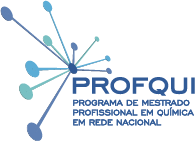 PROFQUI
PROGRAMA DE MESTRADO
PROFISSIONAL EM QUÍMICA
EM REDE NACIONAL